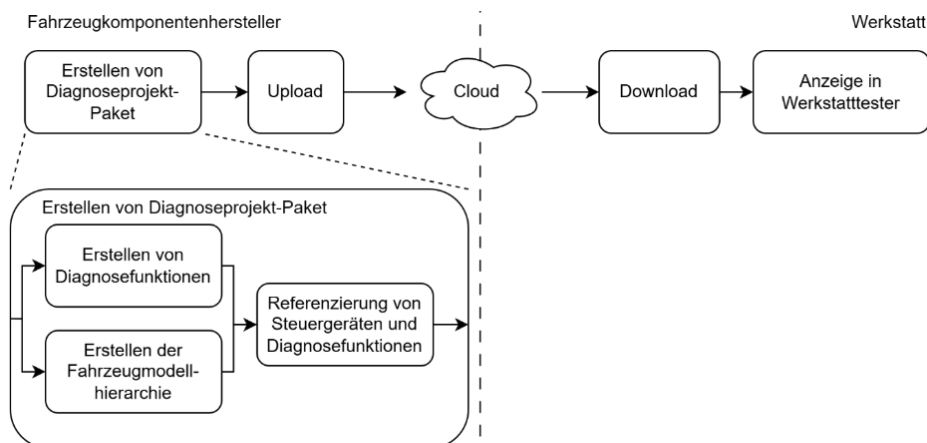 Fahrzeugkomponentenhersteller
Werkstatt
Erstellen von
Diagnoseprojekt-
Paket
Upload
Cloud
Download
Anzeige in
Werkstatttester
Erstellen von Diagnoseprojekt-Paket
Erstellen von
Diagnosefunktionen
Erstellen der
Fahrzeugmodell-
hierarchie
Referenzierung von
Steuergeräten und
Diagnosefunktionen